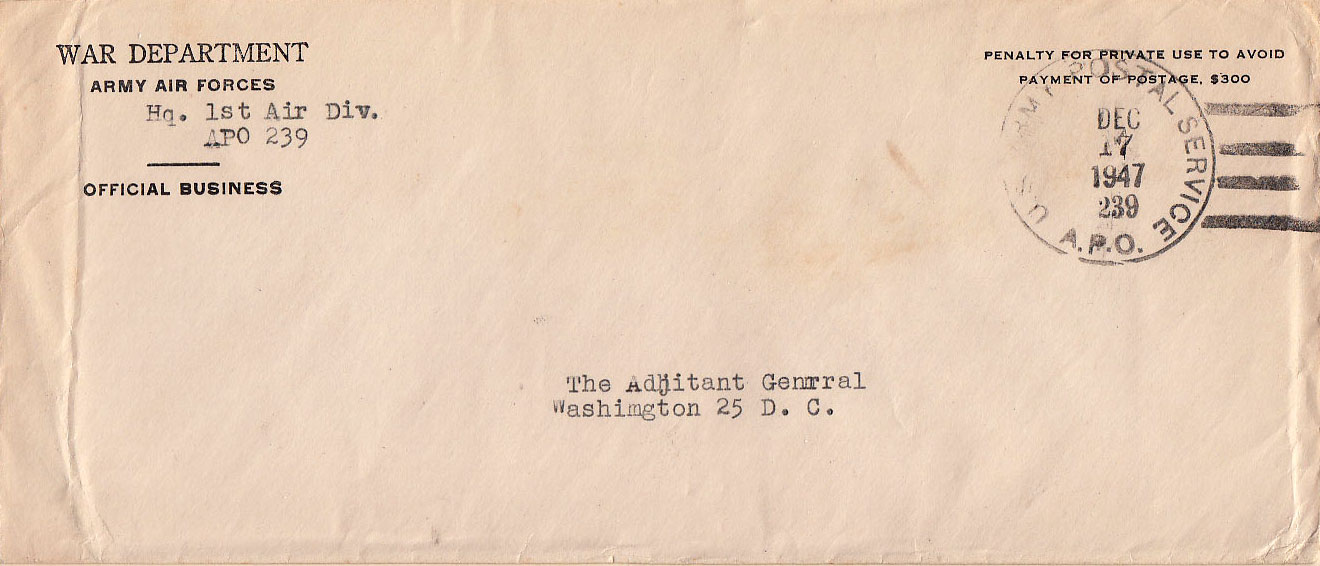 WAR DEPARTMENT
ARMY AIR FORCES
Hq. 1st Air Div.
APO 239
OFFICIAL BUSINESS
PENALTY FOR PRIVATE USE TO AVOID
PAYMENT OF POSTAGE, $300
U.S. ARMY POSTAL SERVICE
DEC
17
1947
239
A.P.O.
The Adjitant Genrral
Washimgton 25 D. C.